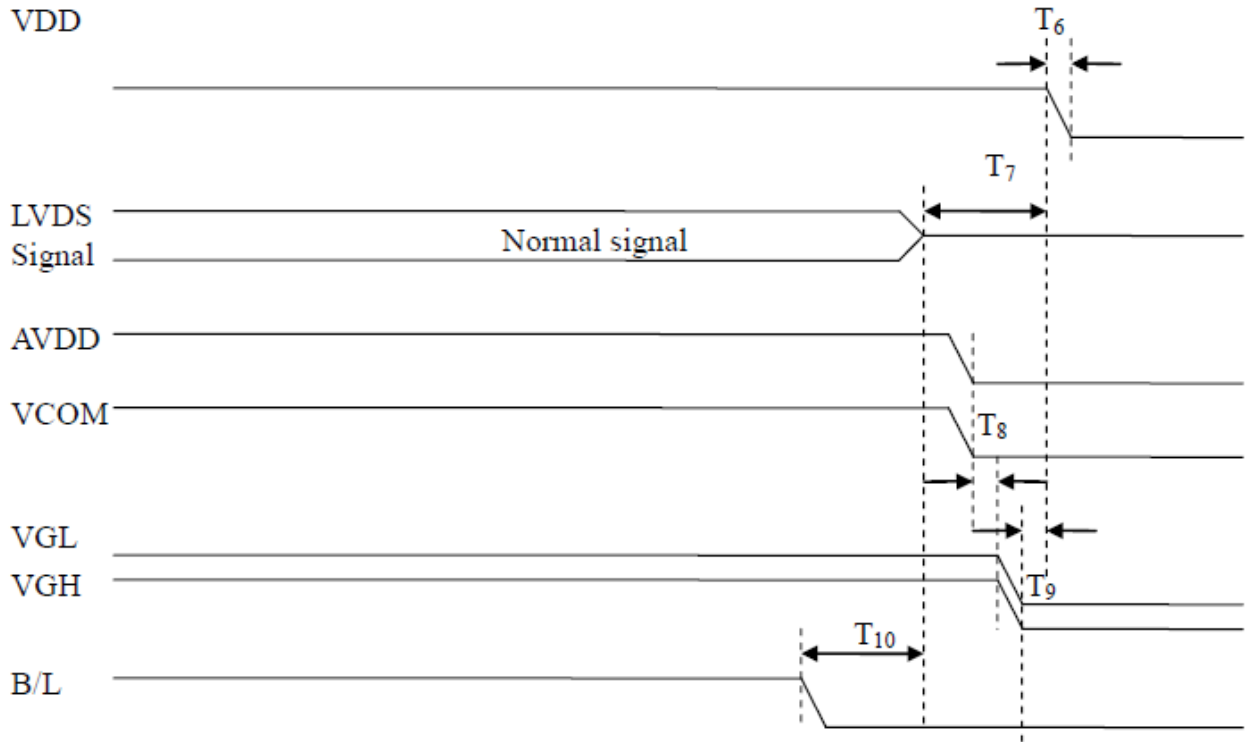 VDD
T6
T7
LVDS
Signal
Normal signal
AVDD
VCOM
T8
VGL
VGH
T9
T10
B/L